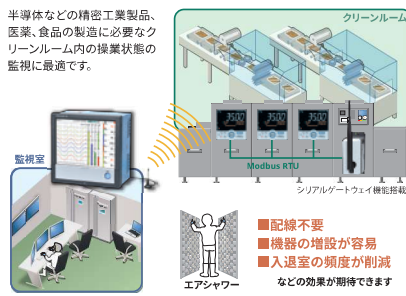 半導体などの精密工業製品、
医薬、食品の製造に必要なク
リーンルーム内の操業状態の
監視に最適です。
クリーンルーム
3500
3500
3500
Modbus RTU
シリアルゲートウェイ機能搭載
監視室
エアシャワー
■配線不要
■機器の増設が容易
■入退室の頻度が削減
などの効果が期待できます